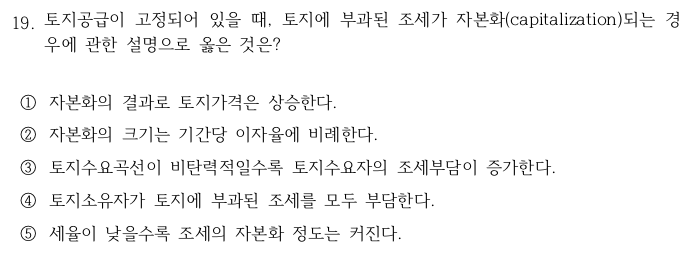 19. 토지공급이 고정되어 있을 때, 토지에 부과된 조세가 자본화(capitalization)되는 경
우에 관한 설명으로 옳은 것은?
① 자본화의 결과로 토지가격은 상승한다.
② 자본화의 크기는 기간당 이자율에 비례한다.
③ 토지수요곡선이 비탄력적일수록 토지수요자의 조세부담이 증가한다.
④ 토지소유자가 토지에 부과된 조세를 모두 부담한다.
⑤ 세율이 낮을수록 조세의 자본화 정도는 커진다.